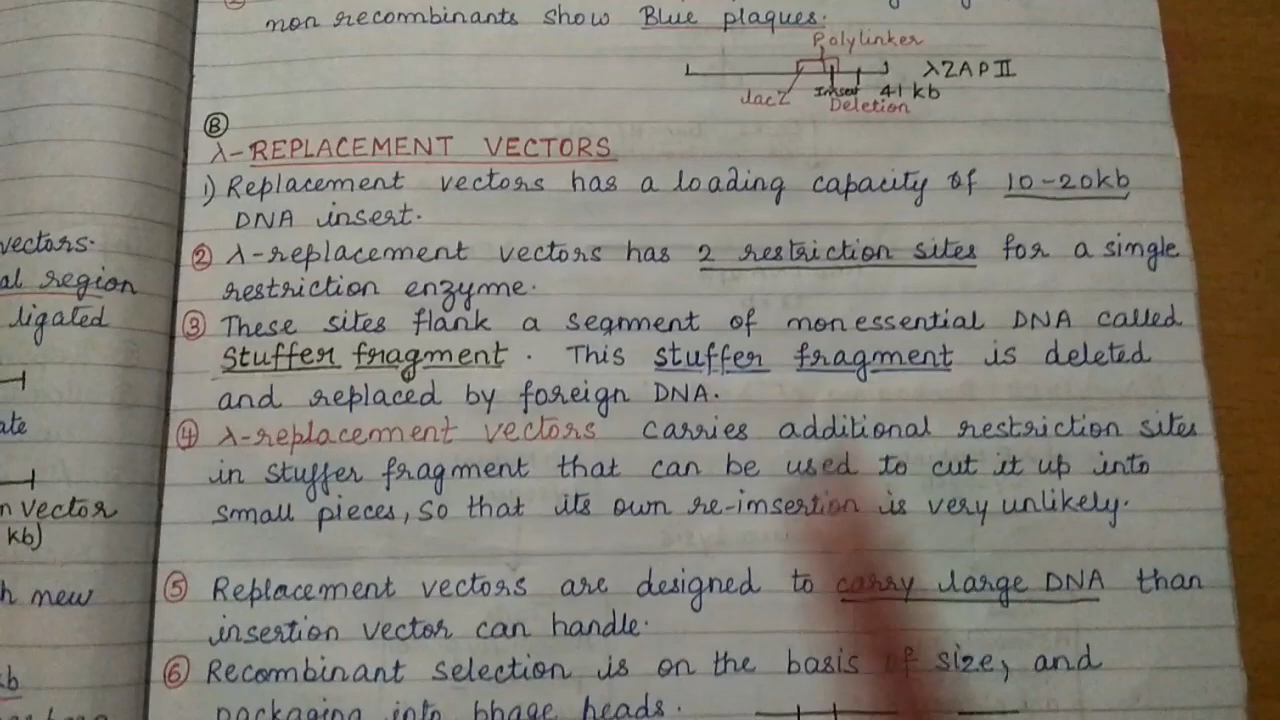 vectors.
al region
ligated
ate
n vector
kb)
h new
kb
non recombinants show Blue plaques.
Polylinker
λZAP II
lacZ Insert 41 kb
Deletion
B
λ-REPLACEMENT VECTORS
1) Replacement vectors has a loading capacity of 10-20kb
DNA insert.
2 λ-replacement vectors has 2 restriction sites for a single
restriction enzyme.
3 These sites flank a segment of nonessential DNA called
stuffer fragment. This stuffer fragment is deleted
and replaced by foreign DNA.
4 λ-replacement vectors carries additional restriction sites
in stuffer fragment that can be used to cut it up into
small pieces, so that its own re-insertion is very unlikely.
5 Replacement vectors are designed to carry large DNA than
insertion vector can handle.
6 Recombinant selection is on the basis of size, and
packaging into phage heads.